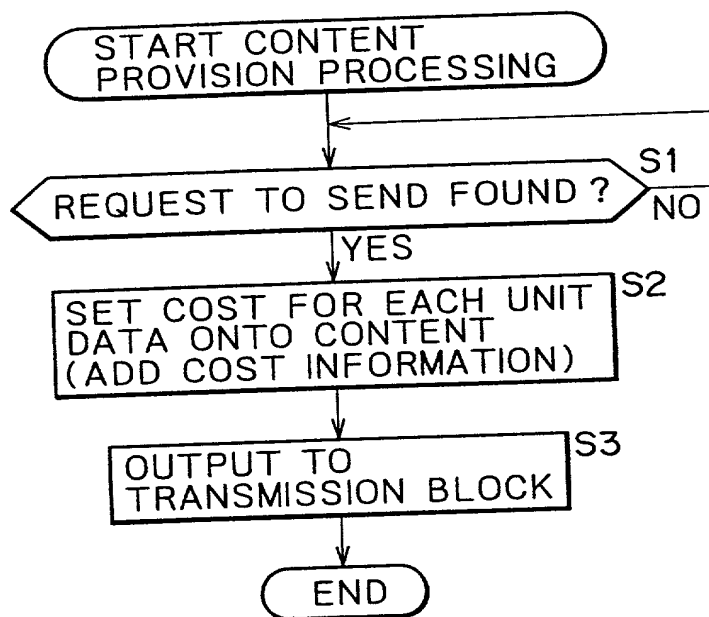 START CONTENT
PROVISION PROCESSING
S1
REQUEST TO SEND FOUND ?
NO
YES
S2
SET COST FOR EACH UNIT
DATA ONTO CONTENT
(ADD COST INFORMATION)
S3
OUTPUT TO
TRANSMISSION BLOCK
END